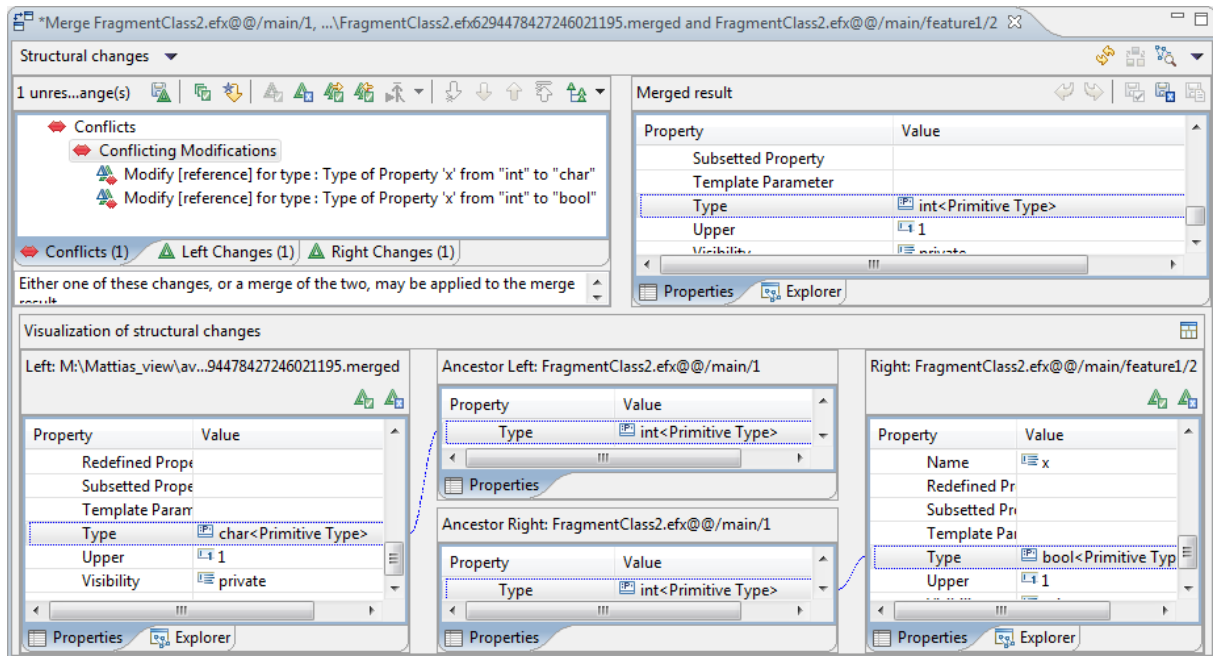 *Merge FragmentClass2.efx@@/main/1, ...\FragmentClass2.efx6294478427246021195.merged and FragmentClass2.efx@@/main/feature1/2
Structural changes
1 unres...ange(s)
Conflicts
Conflicting Modifications
Modify [reference] for type : Type of Property 'x' from "int" to "char"
Modify [reference] for type : Type of Property 'x' from "int" to "bool"
Conflicts (1) Left Changes (1) Right Changes (1)
Either one of these changes, or a merge of the two, may be applied to the merge
result
Merged result
Property Value
Subsetted Property
Template Parameter
Type int<Primitive Type>
Upper 1
Visibility private
Properties Explorer
Visualization of structural changes
Left: M:\Mattias_view\av...94478427246021195.merged
Property Value
Redefined Prope
Subsetted Prope
Template Param
Type char<Primitive Type>
Upper 1
Visibility private
Properties Explorer
Ancestor Left: FragmentClass2.efx@@/main/1
Property Value
Type int<Primitive Type>
Properties
Ancestor Right: FragmentClass2.efx@@/main/1
Property Value
Type int<Primitive Type>
Properties
Right: FragmentClass2.efx@@/main/feature1/2
Property Value
Name x
Redefined Pr
Subsetted Pr
Template Pa
Type bool<Primitive Typ
Upper 1
Properties Explorer